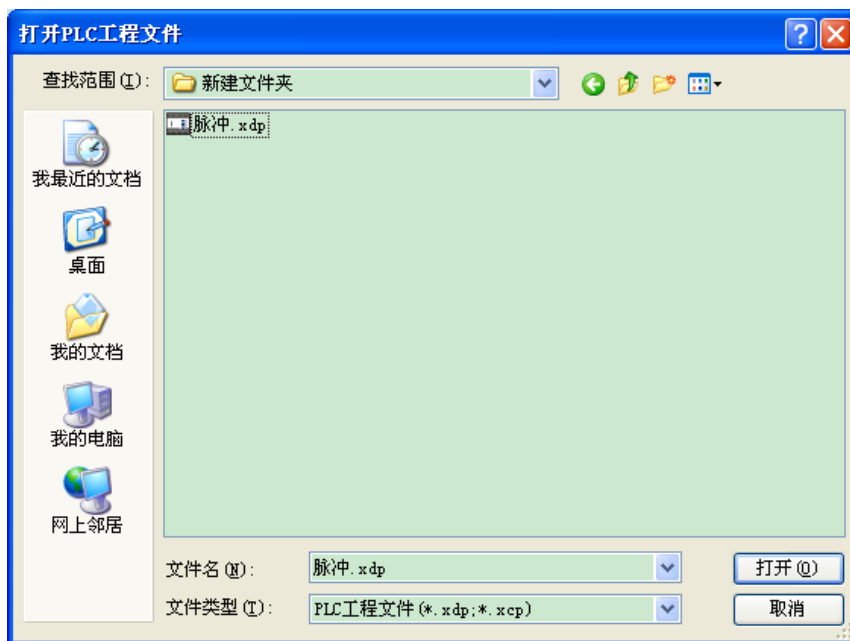 打开PLC工程文件
查找范围(I):
新建文件夹
脉冲.xdp
我最近的文档
桌面
我的文档
我的电脑
网上邻居
文件名(N):
脉冲.xdp
打开(O)
文件类型(T):
PLC工程文件(*.xdp;*.xcp)
取消